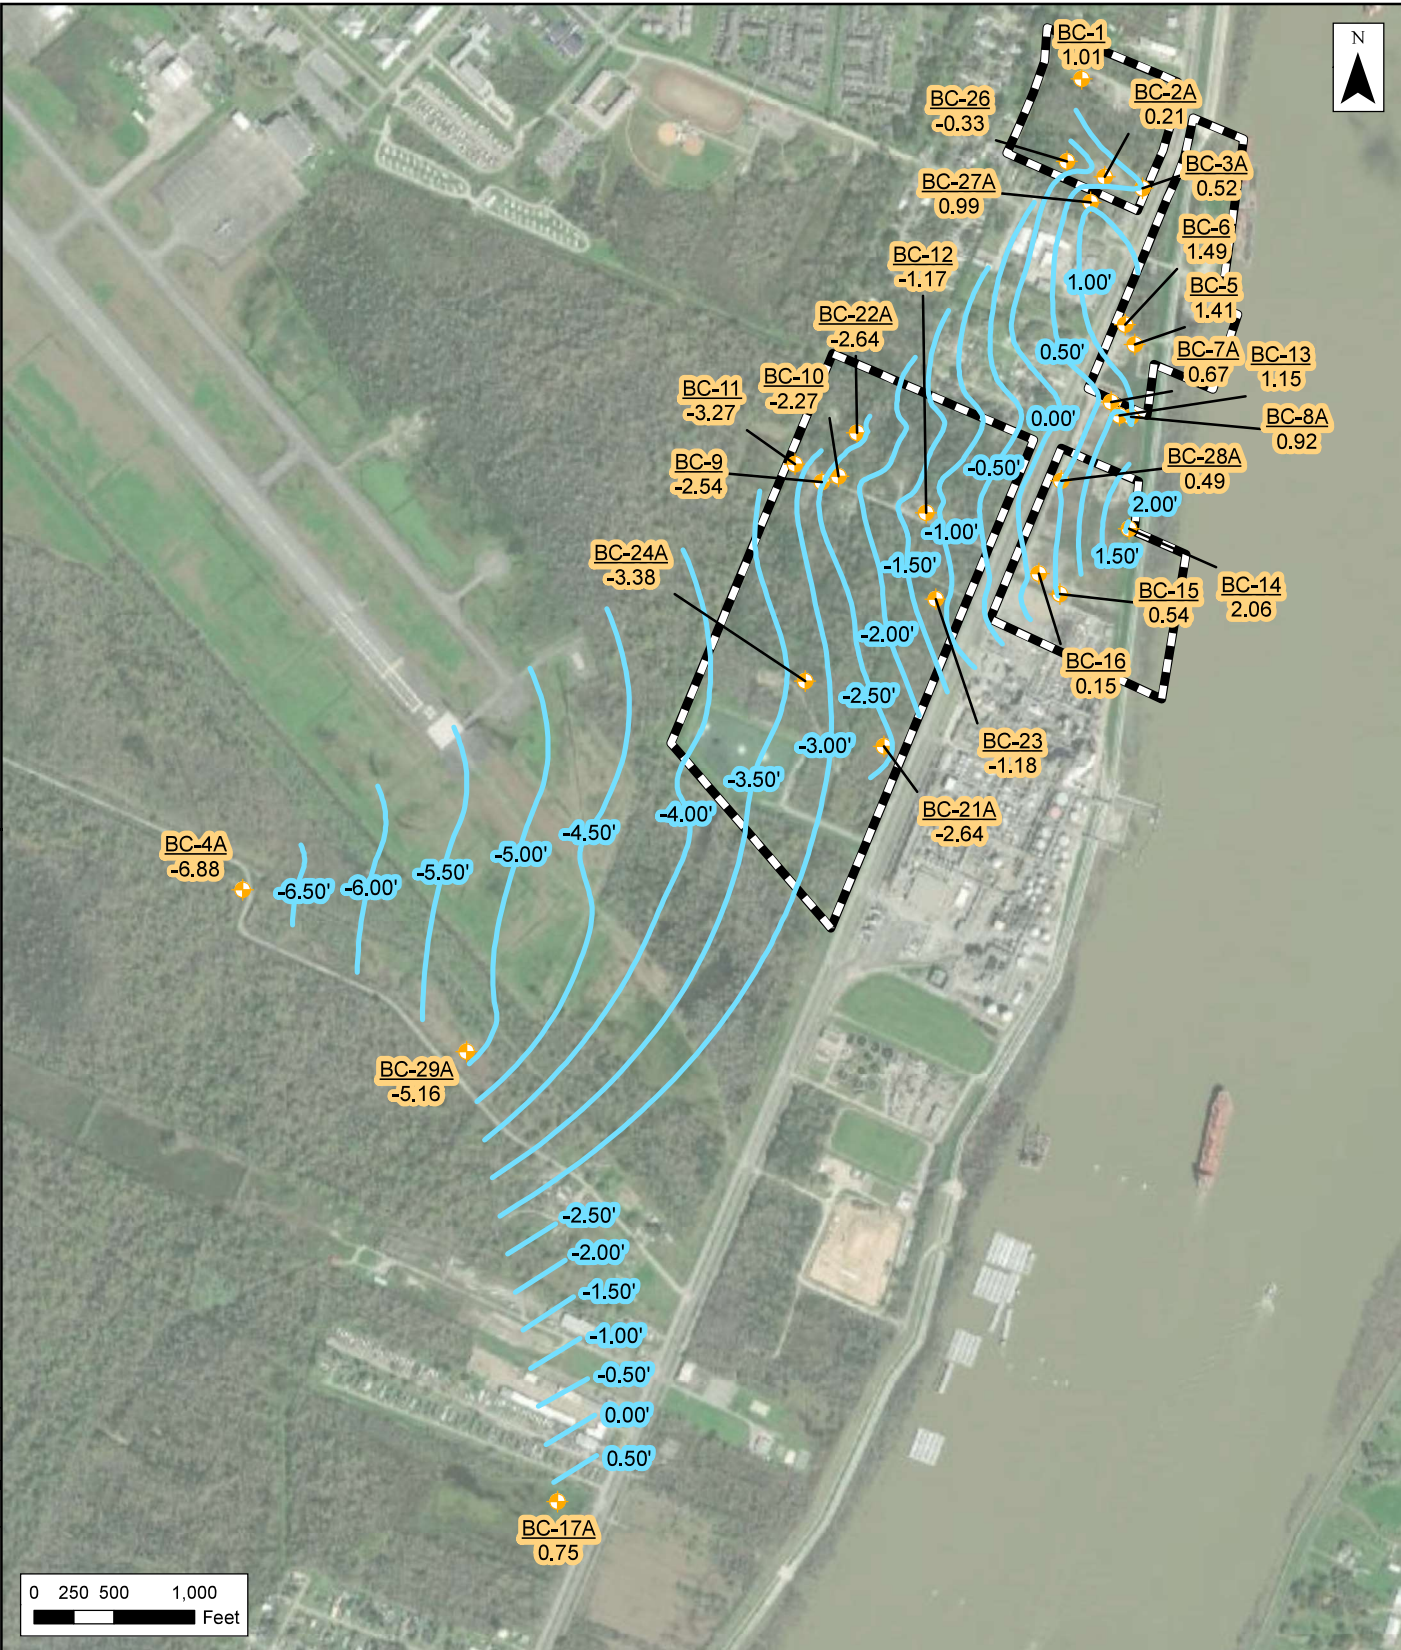 N
BC-1
1.01
BC-26
-0.33
BC-2A
0.21
BC-27A
0.99
BC-3A
0.52
BC-6
1.49
BC-12
-1.17
1.00'
BC-5
1.41
BC-22A
-2.64
0.50'
BC-7A
0.67
BC-13
1.15
BC-11
-3.27
BC-10
-2.27
0.00'
BC-8A
0.92
BC-9
-2.54
-0.50'
BC-28A
0.49
2.00'
-1.00'
-1.50'
1.50'
BC-24A
-3.38
BC-14
2.06
BC-15
0.54
-2.00'
BC-16
0.15
-2.50'
-3.00'
BC-23
-1.18
-3.50'
-4.00'
BC-21A
-2.64
-4.50'
-5.00'
BC-4A
-6.88
-5.50'
-6.00'
-6.50'
BC-29A
-5.16
-2.50'
-2.00'
-1.50'
-1.00'
-0.50'
0.00'
0.50'
BC-17A
0.75
0 250 500 1,000
Feet